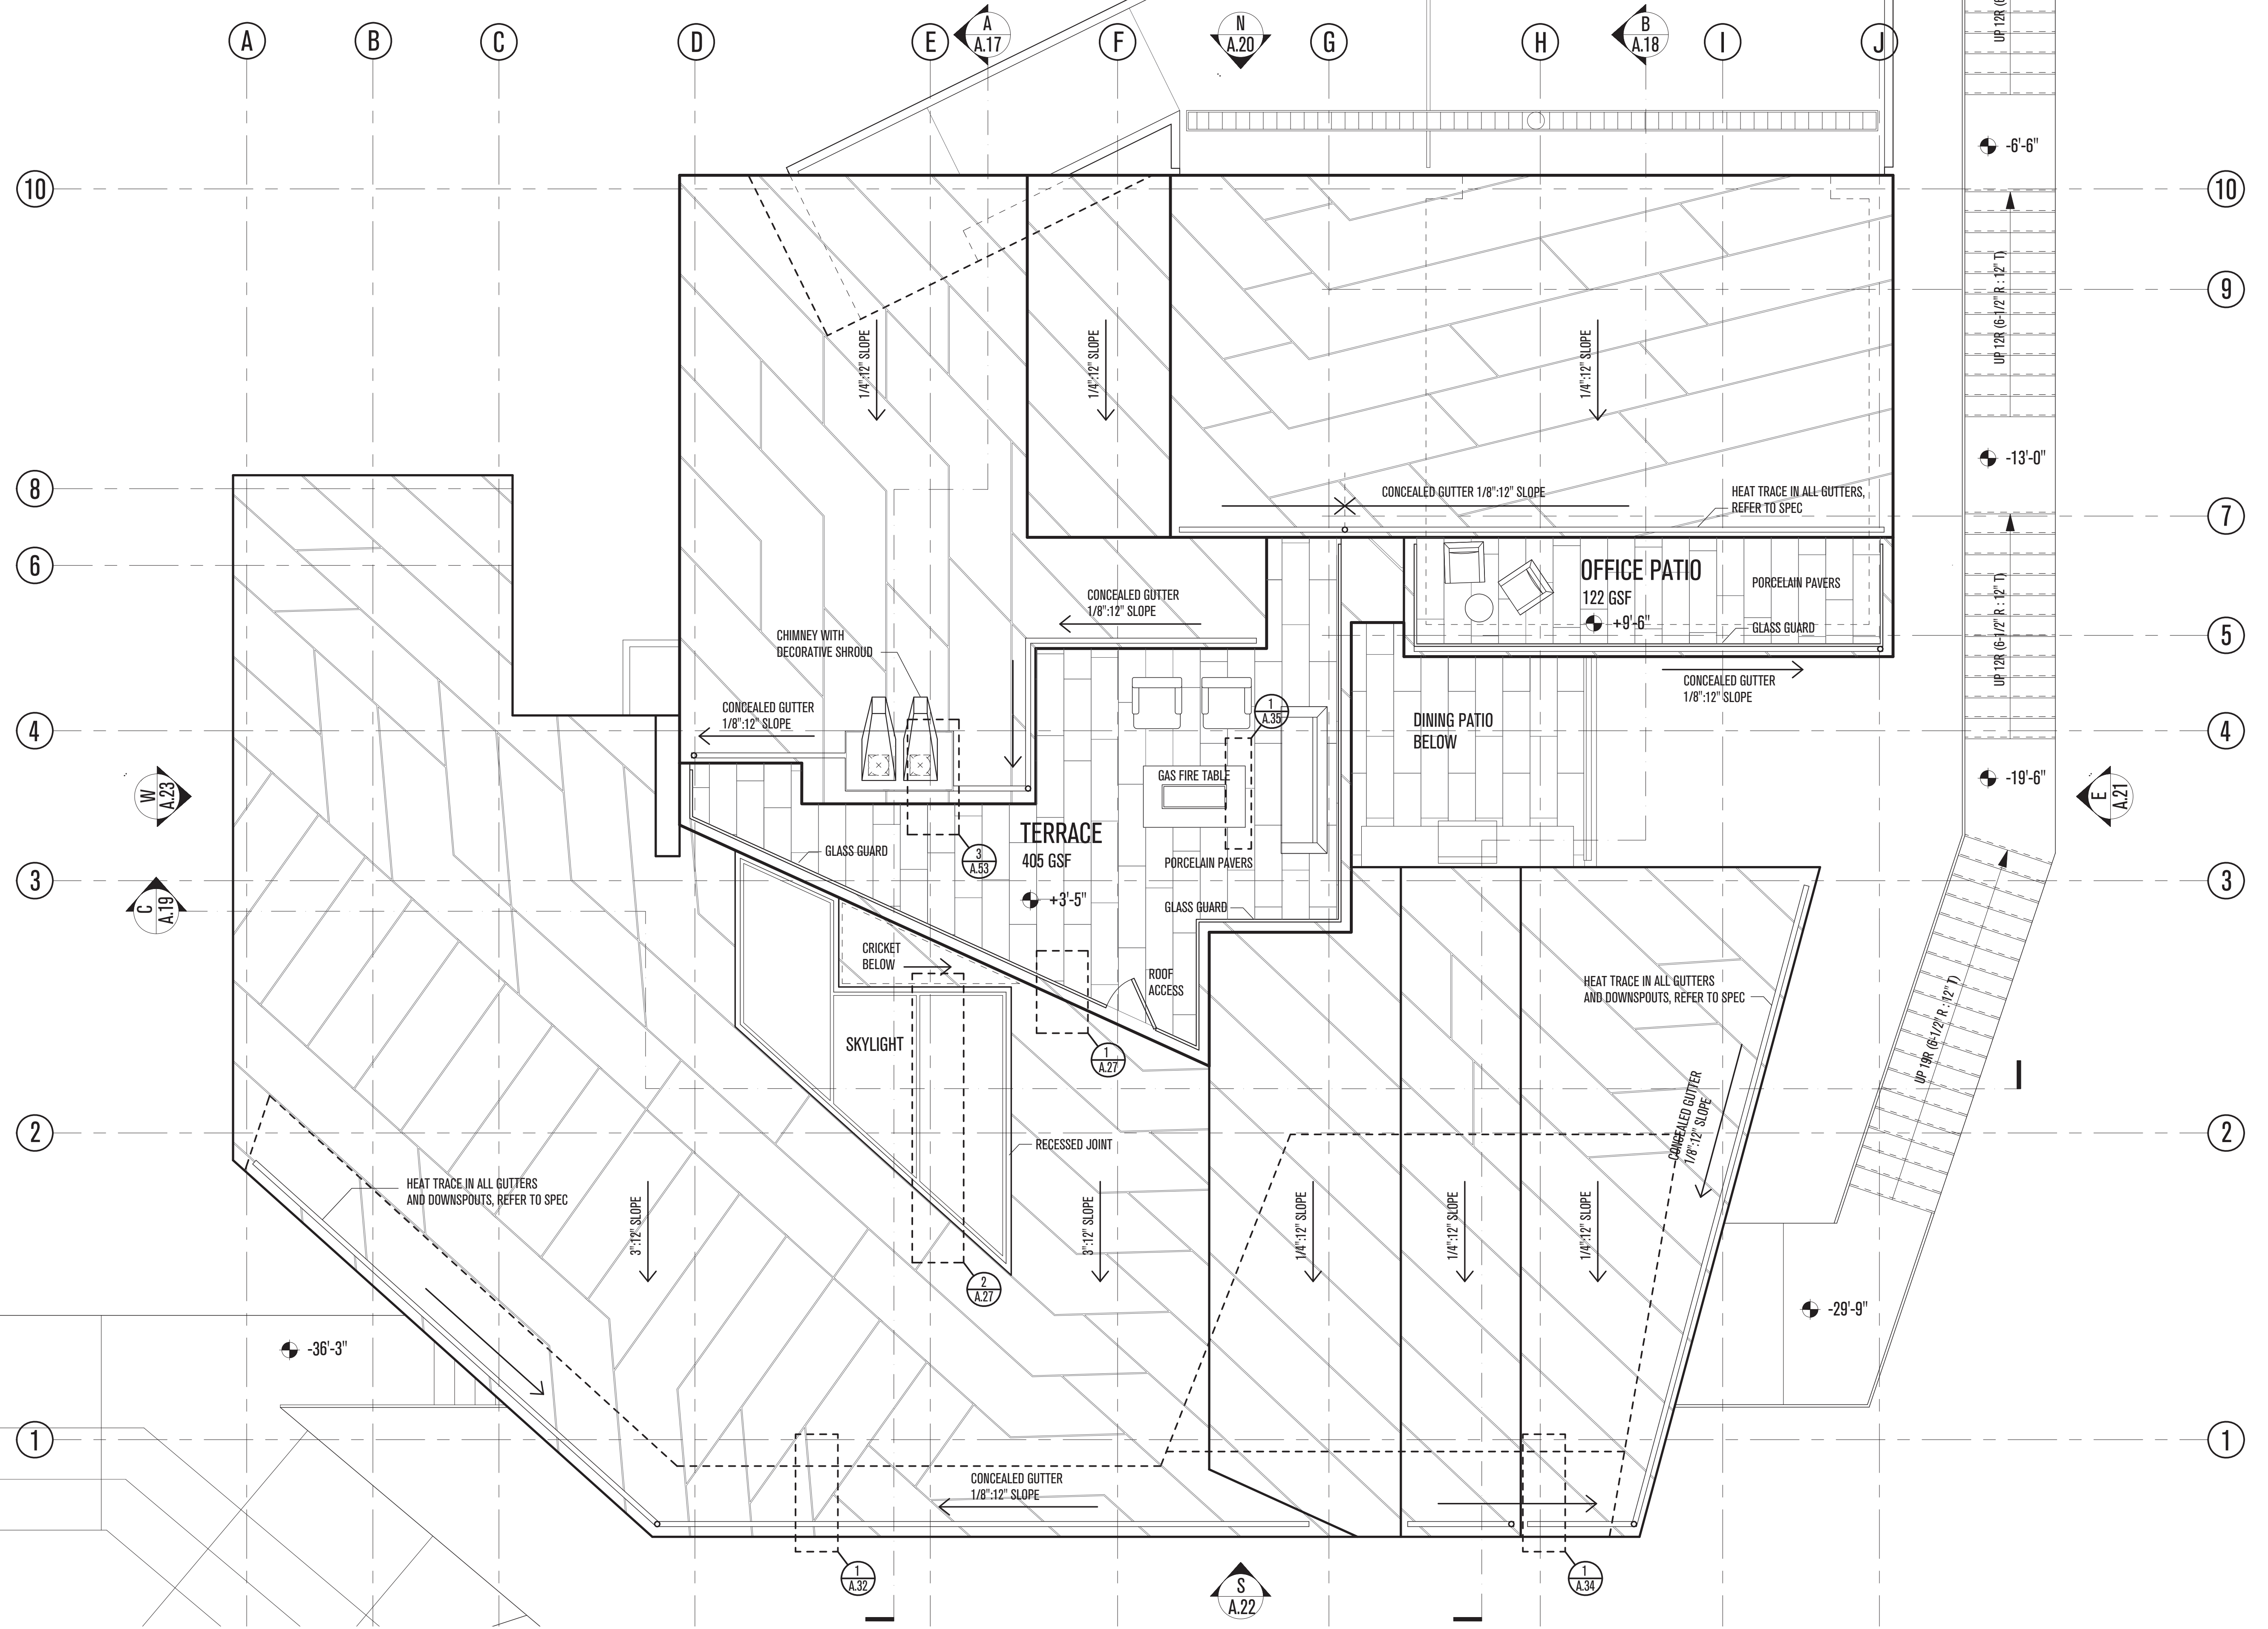 A
B
C
D
E
A
A.17
F
N
A.20
G
H
B
A.18
I
J
UP 12R (6
-6'-6"
10
10
9
UP 12R (6-1/2" R : 12" T)
1/4":12" SLOPE
1/4":12" SLOPE
1/4":12" SLOPE
-13'-0"
8
CONCEALED GUTTER 1/8":12" SLOPE
HEAT TRACE IN ALL GUTTERS,
REFER TO SPEC
7
6
OFFICE PATIO
122 GSF
+9'-6"
PORCELAIN PAVERS
GLASS GUARD
CONCEALED GUTTER
1/8":12" SLOPE
UP 12R (6-1/2" R : 12" T)
5
CHIMNEY WITH
DECORATIVE SHROUD
CONCEALED GUTTER
1/8":12" SLOPE
CONCEALED GUTTER
1/8":12" SLOPE
1
A.35
DINING PATIO
BELOW
4
4
GAS FIRE TABLE
-19'-6"
W
A.23
E
A.21
TERRACE
405 GSF
+3'-5"
GLASS GUARD
3
A.53
PORCELAIN PAVERS
GLASS GUARD
3
3
C
A.19
CRICKET
BELOW
ROOF
ACCESS
HEAT TRACE IN ALL GUTTERS
AND DOWNSPOUTS, REFER TO SPEC
SKYLIGHT
1
A.27
UP 19R (6-1/2" R : 12" T)
CONCEALED GUTTER
1/8":12" SLOPE
2
RECESSED JOINT
2
HEAT TRACE IN ALL GUTTERS
AND DOWNSPOUTS, REFER TO SPEC
3":12" SLOPE
3":12" SLOPE
1/4":12" SLOPE
1/4":12" SLOPE
1/4":12" SLOPE
2
A.27
-29'-9"
-36'-3"
1
1
CONCEALED GUTTER
1/8":12" SLOPE
1
A.32
S
A.22
1
A.34